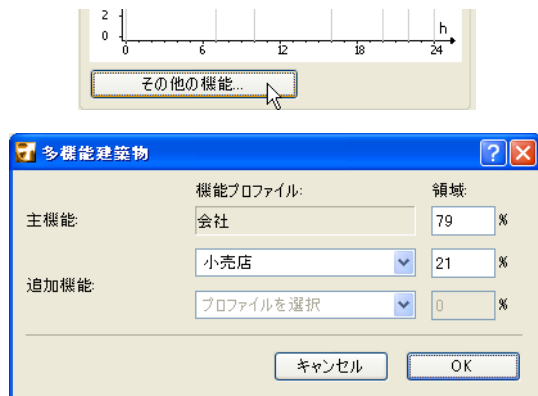 2
h
0
0 6 12 18 24
その他の機能...
多機能建築物
機能プロファイル: 領域:
主機能: 会社 79 %
小売店 21 %
追加機能:
プロファイルを選択 0 %
キャンセル OK